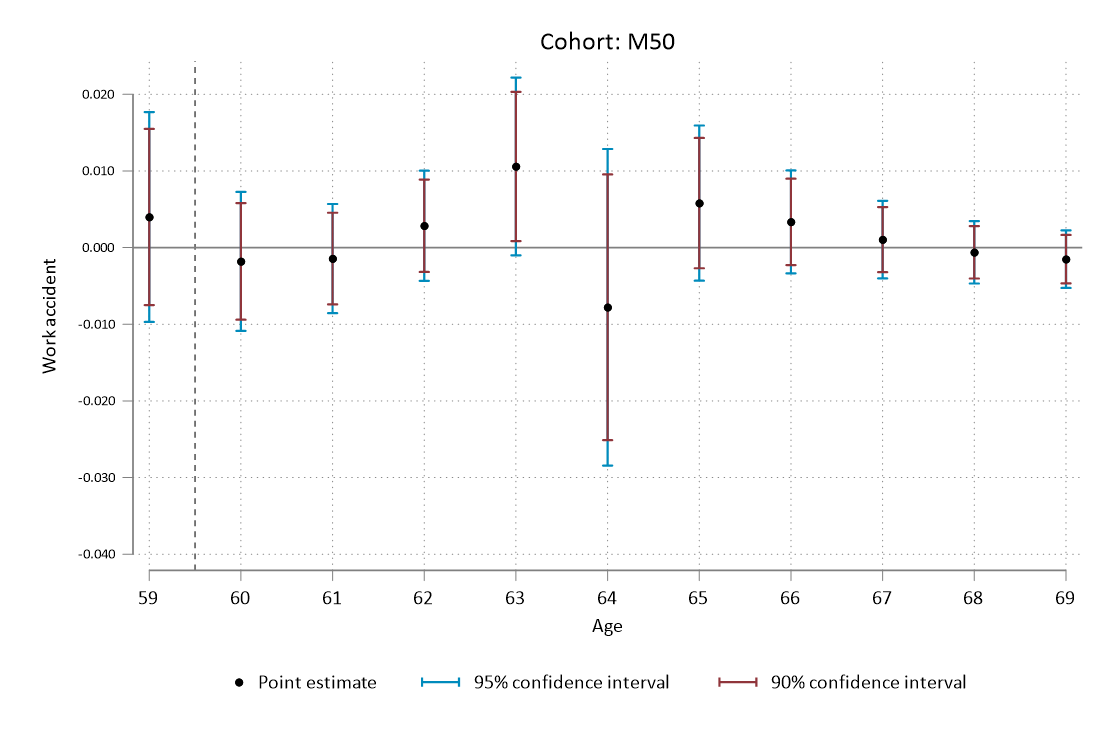 Cohort: M50
Work accident
0.020
0.010
0.000
-0.010
-0.020
-0.030
-0.040
59 60 61 62 63 64 65 66 67 68 69
Age
Point estimate 95% confidence interval 90% confidence interval